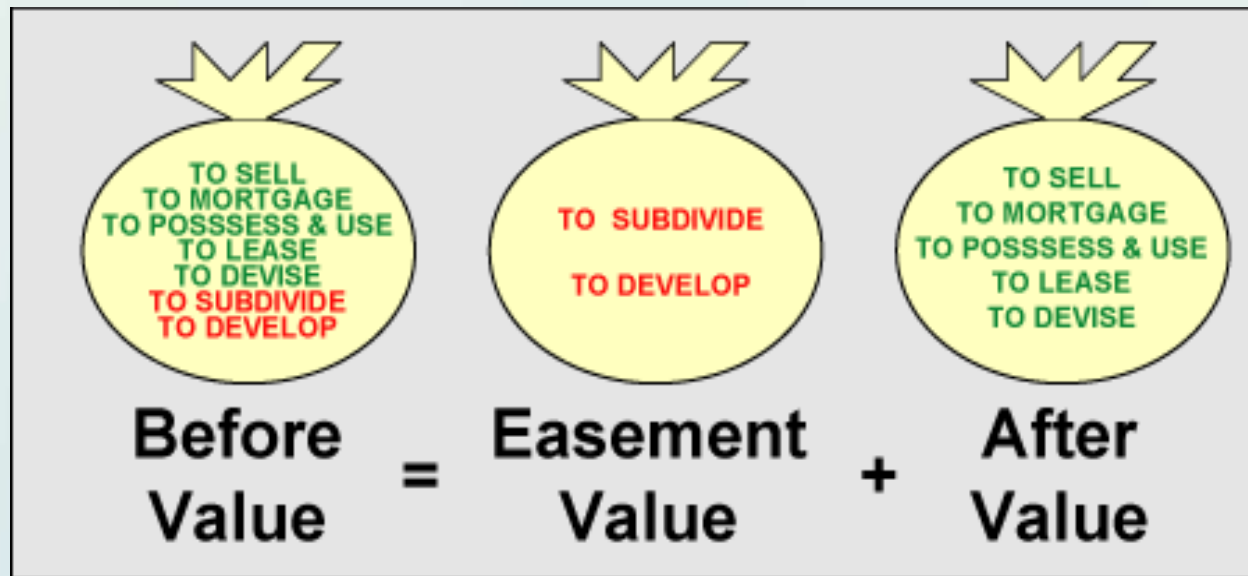 TO SELL
TO MORTGAGE
TO POSSSESS & USE
TO LEASE
TO DEVISE
TO SUBDIVIDE
TO DEVELOP
TO SUBDIVIDE
TO DEVELOP
TO SELL
TO MORTGAGE
TO POSSSESS & USE
TO LEASE
TO DEVISE
Before
Value
=
Easement
Value
+
After
Value